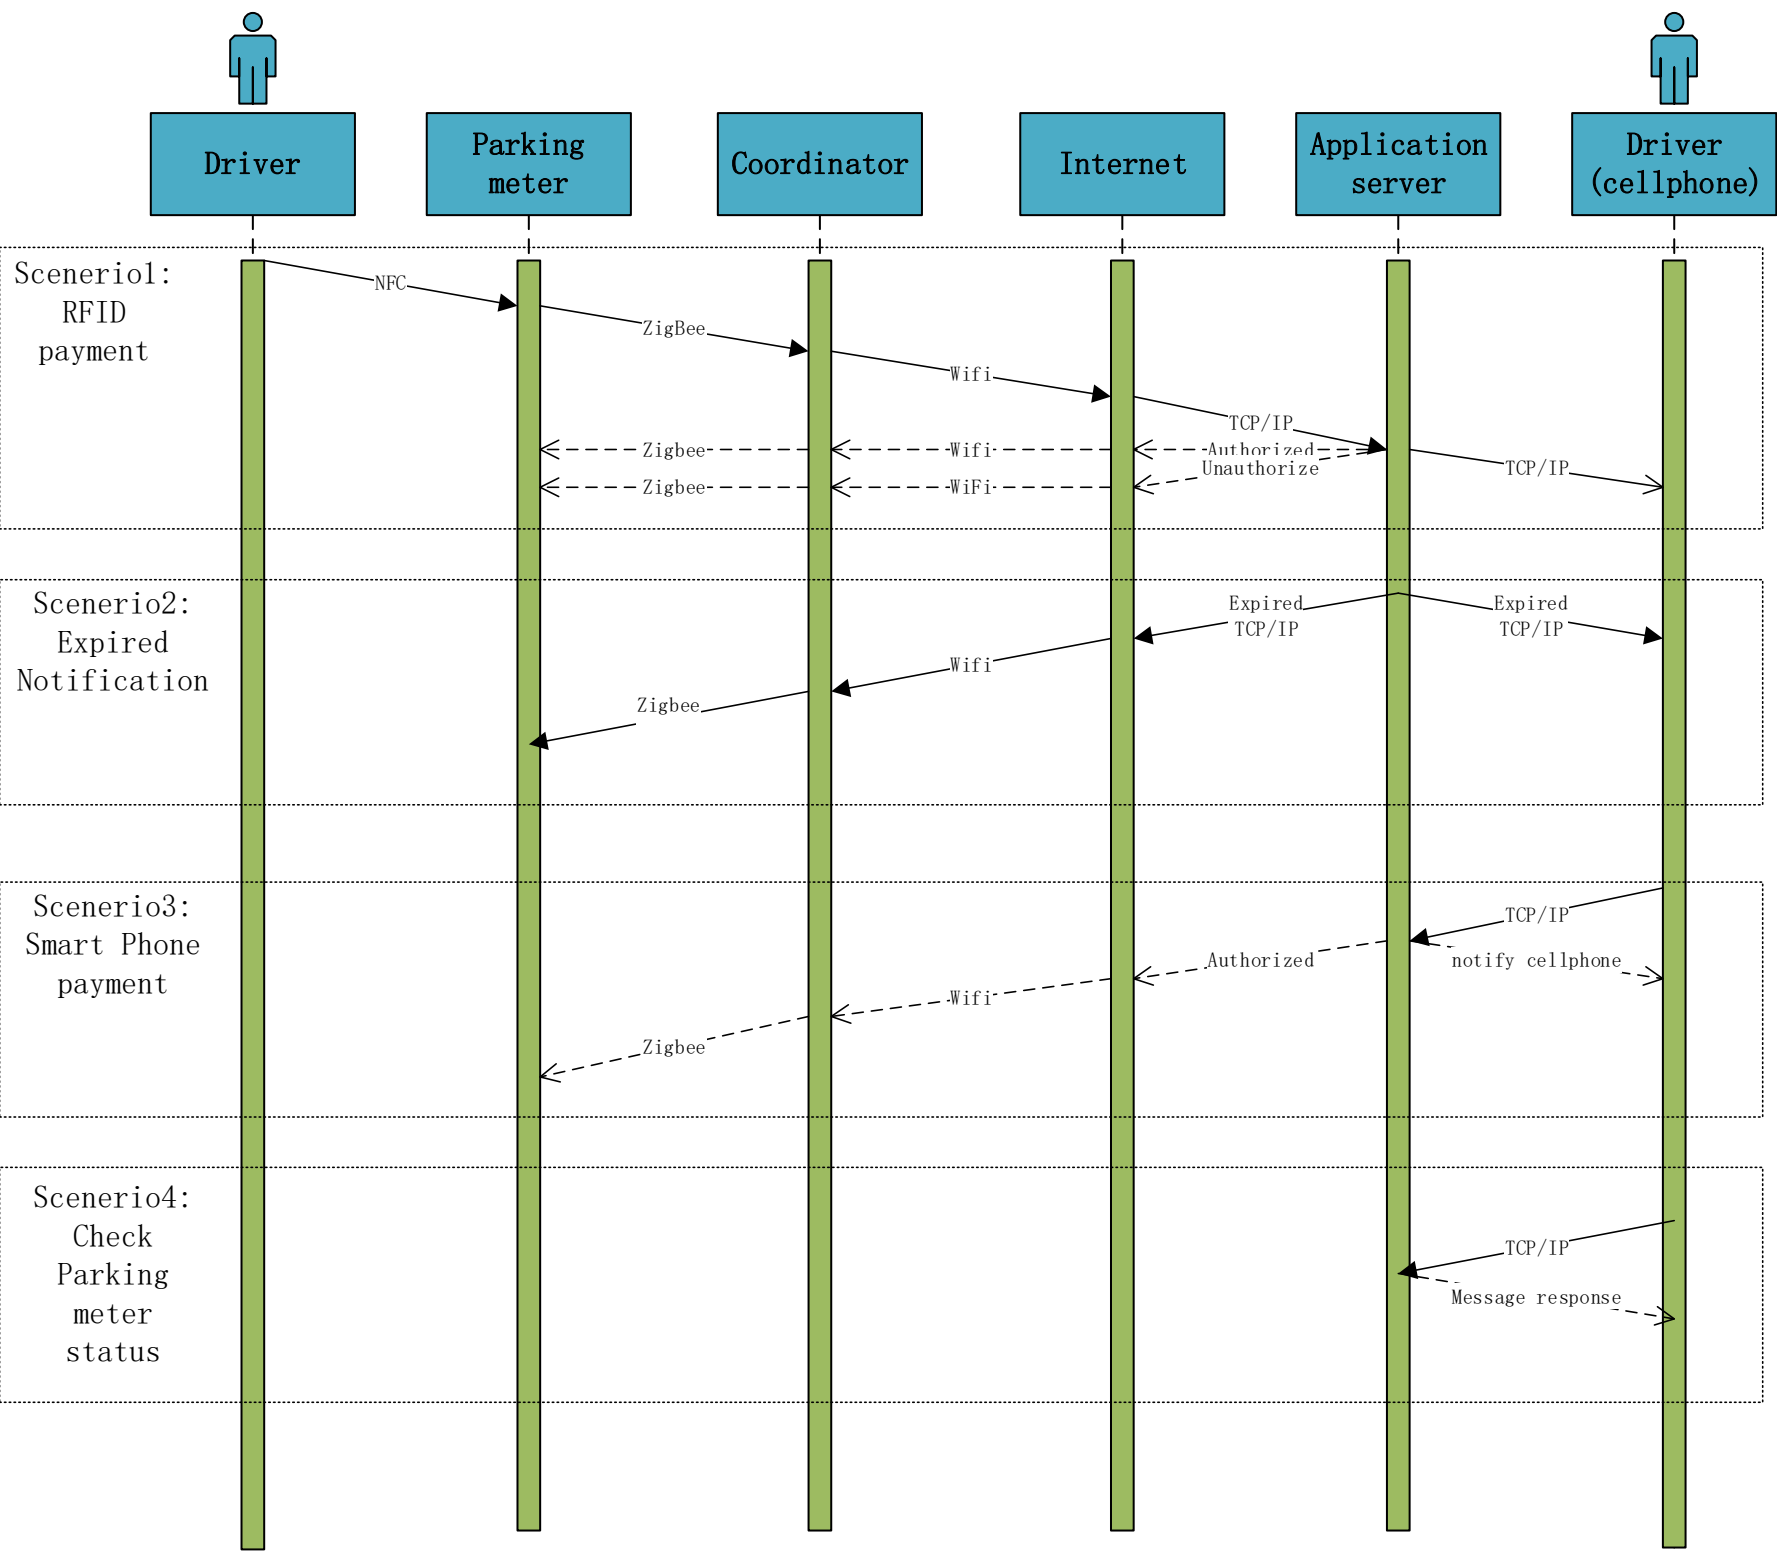 Driver
Parking
meter
Coordinator
Internet
Application
server
Driver
(cellphone)
Scenerio1:
RFID
payment
NFC
ZigBee
Wifi
TCP/IP
Zigbee
Wifi
Authorized
Unauthorize
TCP/IP
Zigbee
WiFi
Scenerio2:
Expired
Notification
Expired
TCP/IP
Expired
TCP/IP
Wifi
Zigbee
Scenerio3:
Smart Phone
payment
TCP/IP
Authorized
notify cellphone
Wifi
Zigbee
Scenerio4:
Check
Parking
meter
status
TCP/IP
Message response